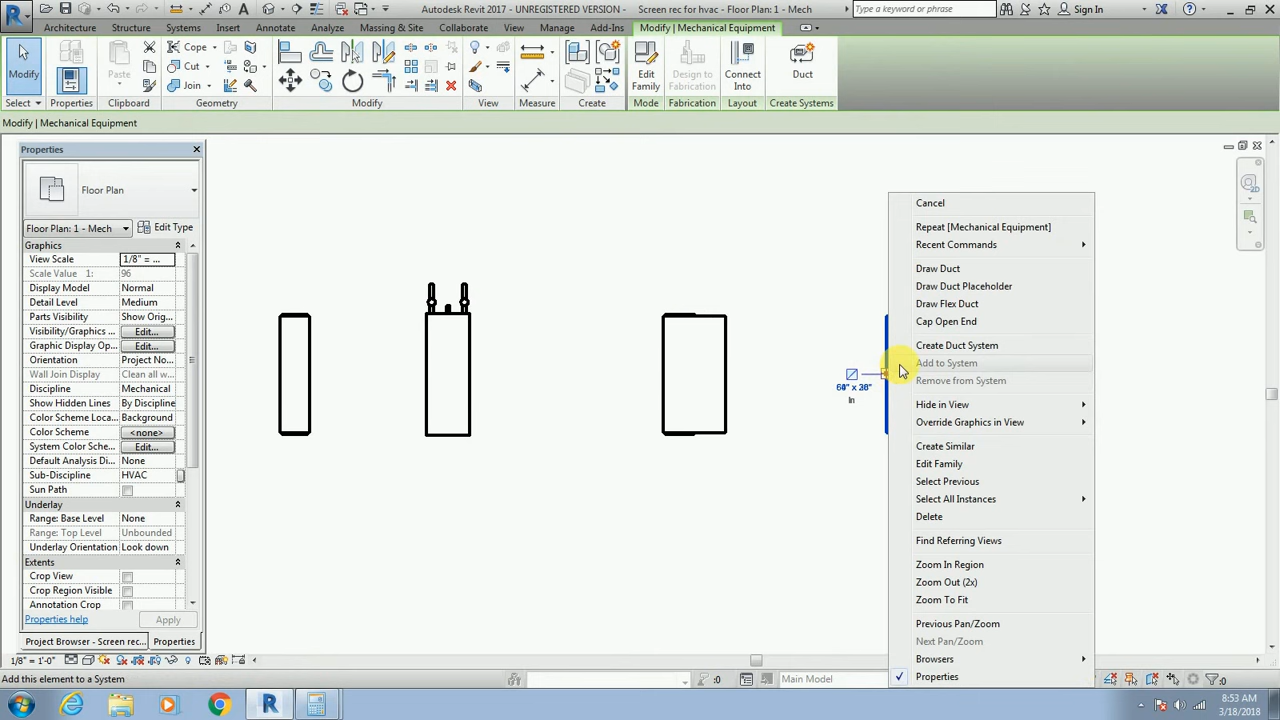 Autodesk Revit 2017 - UNREGISTERED VERSION - Screen rec for hvac - Floor Plan: 1 - Mech
Type a keyword or phrase
Sign In
Architecture Structure Systems Insert Annotate Analyze Massing & Site Collaborate View Manage Add-Ins Modify | Mechanical Equipment
Modify
Paste
Cope
Cut
Join
Edit
Family
Design to
Fabrication
Connect
Into
Duct
Select Properties Clipboard Geometry Modify View Measure Create Mode Fabrication Layout Create Systems
Modify | Mechanical Equipment
Properties
Floor Plan
Floor Plan: 1 - Mech Edit Type
Graphics
View Scale 1/8" = ...
Scale Value 1: 96
Display Model Normal
Detail Level Medium
Parts Visibility Show Orig...
Visibility/Graphics ... Edit...
Graphic Display Op... Edit...
Orientation Project No...
Wall Join Display Clean all w...
Discipline Mechanical
Show Hidden Lines By Discipline
Color Scheme Location Background
Color Scheme <none>
System Color Sche... Edit...
Default Analysis Di... None
Sub-Discipline HVAC
Sun Path
Underlay
Range: Base Level None
Range: Top Level Unbounded
Underlay Orientation Look down
Extents
Crop View
Crop Region Visible
Annotation Crop
Properties help Apply
Project Browser - Screen rec... Properties
In
Cancel
Repeat [Mechanical Equipment]
Recent Commands
Draw Duct
Draw Duct Placeholder
Draw Flex Duct
Cap Open End
Create Duct System
Add to System
Remove from System
Hide in View
Override Graphics in View
Create Similar
Edit Family
Select Previous
Select All Instances
Delete
Find Referring Views
Zoom In Region
Zoom Out (2x)
Zoom To Fit
Previous Pan/Zoom
Next Pan/Zoom
Browsers
Properties
1/8" = 1'-0"
Add this element to a System
:0
Main Model
:0
8:53 AM
3/18/2018